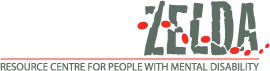 ZELDA
RESOURCE CENTRE FOR PEOPLE WITH MENTAL DISABILITY